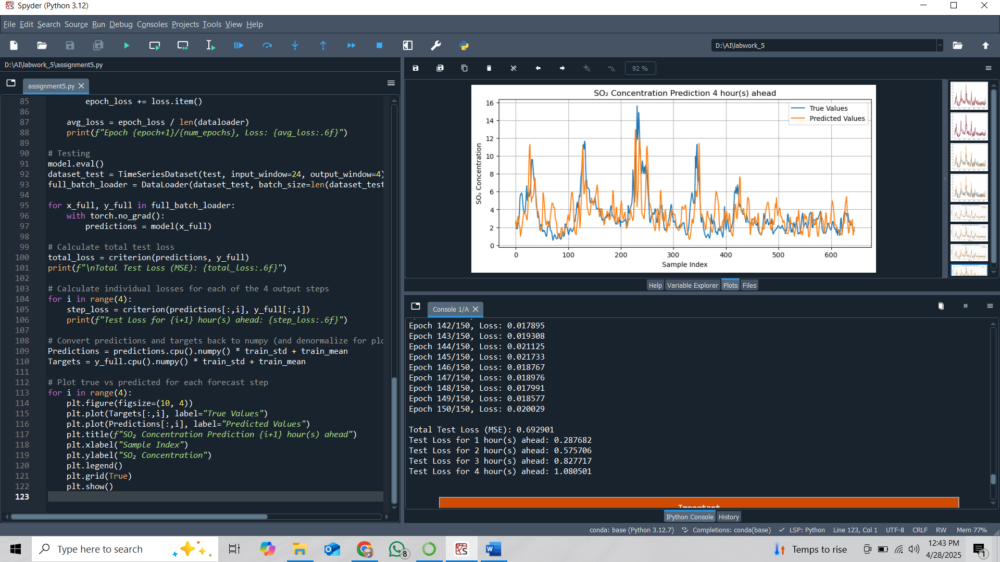 Spyder (Python 3.12)
File Edit Search Source Run Debug Consoles Projects Tools View Help
D:\AI\labwork_5
D:\AI\labwork_5\assignment5.py
assignment5.py
85 epoch_loss += loss.item()
86
87 avg_loss = epoch_loss / len(dataloader)
88 print(f"Epoch {epoch+1}/{num_epochs}, Loss: {avg_loss:.6f}")
89
90 # Testing
91 model.eval()
92 dataset_test = TimeSeriesDataset(test, input_window=24, output_window=4)
93 full_batch_loader = DataLoader(dataset_test, batch_size=len(dataset_test
94
95 for x_full, y_full in full_batch_loader:
96 with torch.no_grad():
97 predictions = model(x_full)
98
99 # Calculate total test loss
100 total_loss = criterion(predictions, y_full)
101 print(f"\nTotal Test Loss (MSE): {total_loss:.6f}")
102
103 # Calculate individual losses for each of the 4 output steps
104 for i in range(4):
105 step_loss = criterion(predictions[:,i], y_full[:,i])
106 print(f"Test Loss for {i+1} hour(s) ahead: {step_loss:.6f}")
107
108 # Convert predictions and targets back to numpy (and denormalize for plo
109 Predictions = predictions.cpu().numpy() * train_std + train_mean
110 Targets = y_full.cpu().numpy() * train_std + train_mean
111
112 # Plot true vs predicted for each forecast step
113 for i in range(4):
114 plt.figure(figsize=(10, 4))
115 plt.plot(Targets[:,i], label="True Values")
116 plt.plot(Predictions[:,i], label="Predicted Values")
117 plt.title(f"SO₂ Concentration Prediction {i+1} hour(s) ahead")
118 plt.xlabel("Sample Index")
119 plt.ylabel("SO₂ Concentration")
120 plt.legend()
121 plt.grid(True)
122 plt.show()
123
92 %
SO₂ Concentration Prediction 4 hour(s) ahead
True Values
Predicted Values
SO₂ Concentration
16
14
12
10
8
6
4
2
0
0 100 200 300 400 500 600
Sample Index
Help Variable Explorer Plots Files
Console 1/A
Epoch 142/150, Loss: 0.017895
Epoch 143/150, Loss: 0.019308
Epoch 144/150, Loss: 0.021125
Epoch 145/150, Loss: 0.021733
Epoch 146/150, Loss: 0.018767
Epoch 147/150, Loss: 0.018976
Epoch 148/150, Loss: 0.017991
Epoch 149/150, Loss: 0.018577
Epoch 150/150, Loss: 0.020029
Total Test Loss (MSE): 0.692901
Test Loss for 1 hour(s) ahead: 0.287682
Test Loss for 2 hour(s) ahead: 0.575706
Test Loss for 3 hour(s) ahead: 0.827717
Test Loss for 4 hour(s) ahead: 1.080501
Important
IPython Console History
conda: base (Python 3.12.7) Completions: conda(base) LSP: Python Line 123, Col 1 UTF-8 CRLF RW Mem 77%
Type here to search
8
Temps to rise
12:43 PM
4/28/2025
1